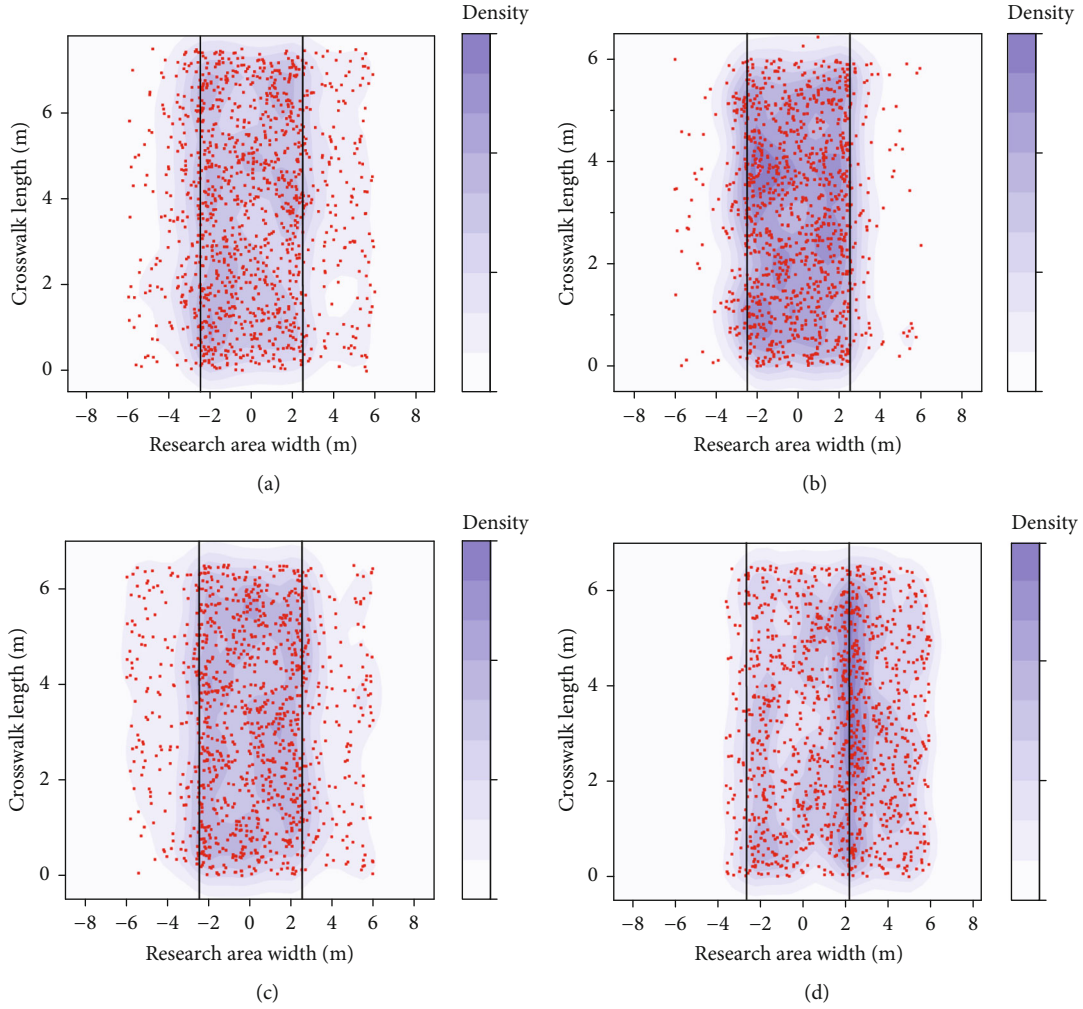 Density
Crosswalk length (m)
6
4
2
0
−8 −6 −4 −2 0 2 4 6 8
Research area width (m)
(a)
Density
Crosswalk length (m)
6
4
2
0
−8 −6 −4 −2 0 2 4 6 8
Research area width (m)
(b)
Density
Crosswalk length (m)
6
4
2
0
−8 −6 −4 −2 0 2 4 6 8
Research area width (m)
(c)
Density
Crosswalk length (m)
6
4
2
0
−8 −6 −4 −2 0 2 4 6 8
Research area width (m)
(d)